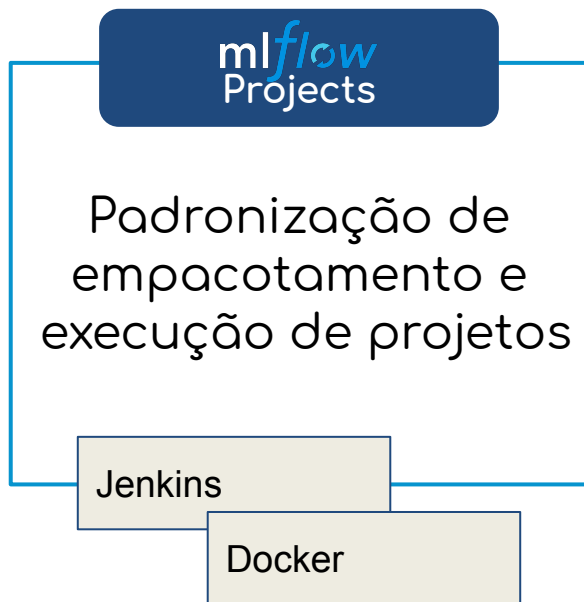 mlflow
Projects
Padronização de
empacotamento e
execução de projetos
Jenkins
Docker